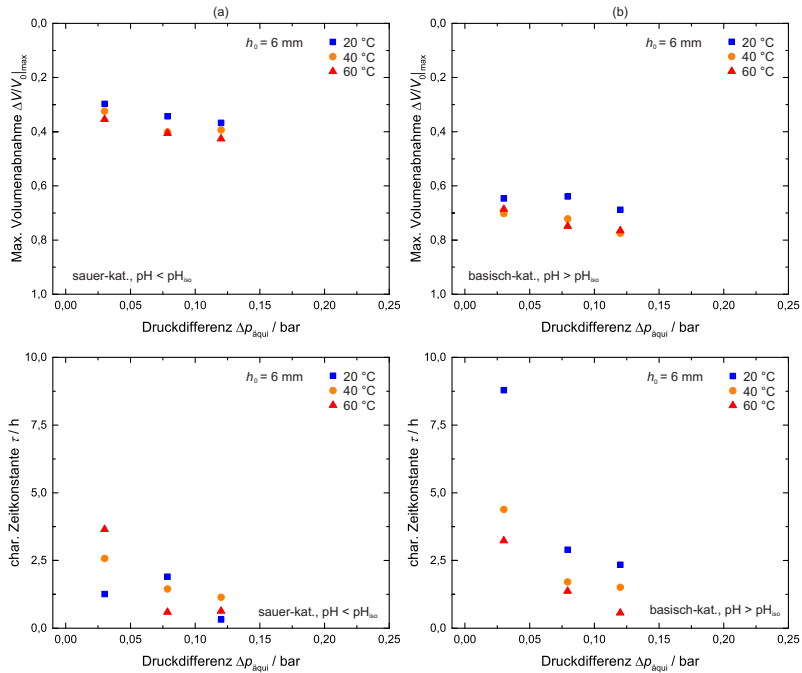 (a)
0,0
0,2
0,4
0,6
0,8
1,0
Max. Volumenabnahme ΔV/V₀|max
h₀ = 6 mm
20 °C
40 °C
60 °C
sauer-kat., pH < pHiso
0,00 0,05 0,10 0,15 0,20 0,25
Druckdifferenz Δpäqui / bar
(b)
0,0
0,2
0,4
0,6
0,8
1,0
Max. Volumenabnahme ΔV/V₀|max
h₀ = 6 mm
20 °C
40 °C
60 °C
basisch-kat., pH > pHiso
0,00 0,05 0,10 0,15 0,20 0,25
Druckdifferenz Δpäqui / bar
10,0
7,5
5,0
2,5
0,0
char. Zeitkonstante τ / h
h₀ = 6 mm
20 °C
40 °C
60 °C
sauer-kat., pH < pHiso
0,00 0,05 0,10 0,15 0,20 0,25
Druckdifferenz Δpäqui / bar
10,0
7,5
5,0
2,5
0,0
char. Zeitkonstante τ / h
h₀ = 6 mm
20 °C
40 °C
60 °C
basisch-kat., pH > pHiso
0,00 0,05 0,10 0,15 0,20 0,25
Druckdifferenz Δpäqui / bar